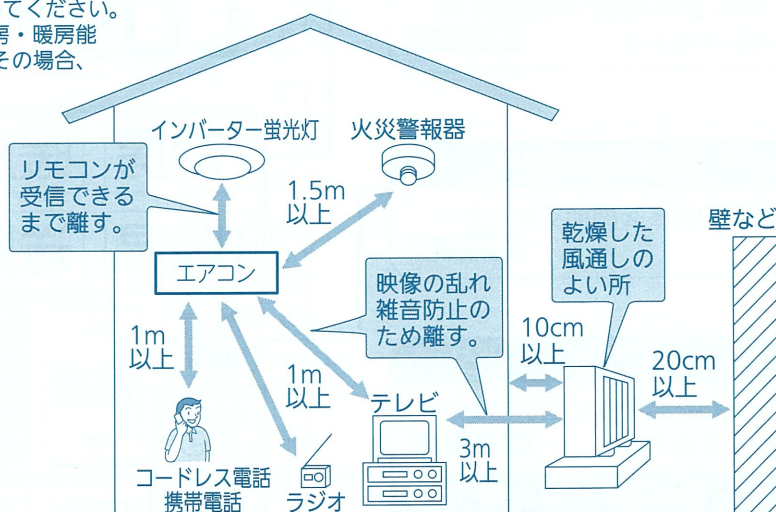 てください。
房・暖房能
その場合、
インバーター蛍光灯
火災警報器
リモコンが
受信できる
まで離す。
1.5m
以上
エアコン
映像の乱れ
雑音防止の
ため離す。
乾燥した
風通しの
よい所
壁など
1m
以上
1m
以上
10cm
以上
20cm
以上
テレビ
3m
以上
コードレス電話
携帯電話
ラジオ